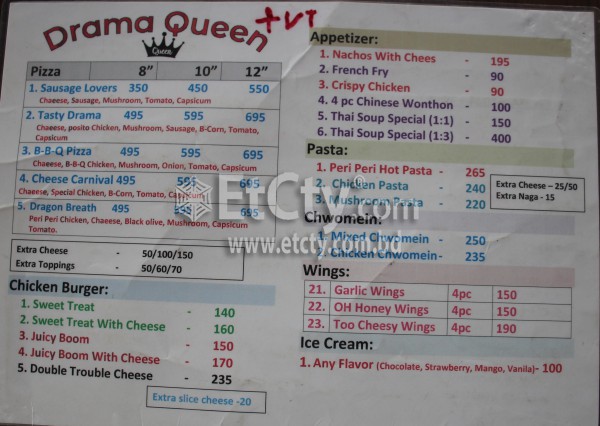 Drama Queen
Queen
Pizza 8" 10" 12"
1. Sausage Lovers 350 450 550
Chaeese, Sausage, Mushroom, Tomato, Capsicum
2. Tasty Drama 495 595 695
Chaeese, posito Chicken, Mushroom, Sausage, B-Corn, Tomato, Capsicum
3. B-B-Q Pizza 495 595 695
Chaeese, B-B-Q Chicken, Mushroom, Onion, Tomato, Capsicum
4. Cheese Carnival 495 595 695
Chaeese, Special Chicken, B-Corn, Tomato, Capsicum
5. Dragon Breath 495 595 695
Peri Peri Chicken, Chaeese, Black olive, Mushroom, Capsicum
Tomato.
Extra Cheese - 50/100/150
Extra Toppings - 50/60/70
Chicken Burger:
1. Sweet Treat - 140
2. Sweet Treat With Cheese - 160
3. Juicy Boom - 150
4. Juicy Boom With Cheese - 170
5. Double Trouble Cheese - 235
Extra slice cheese -20
Appetizer:
1. Nachos With Chees - 195
2. French Fry - 90
3. Crispy Chicken - 90
4. 4 pc Chinese Wonthon - 100
5. Thai Soup Special (1:1) - 150
6. Thai Soup Special (1:3) - 400
Pasta:
1. Peri Peri Hot Pasta - 265
2. Chicken Pasta - 240
3. Mushroom Pasta - 220
Extra Cheese – 25/50
Extra Naga - 15
Chwomein:
1. Mixed Chwomein - 250
2. Chicken Chwomein- 235
Wings:
21. Garlic Wings 4pc 150
22. OH Honey Wings 4pc 150
23. Too Cheesy Wings 4pc 190
Ice Cream:
1. Any Flavor (Chocolate, Strawberry, Mango, Vanila)- 100
EtCty.com
www.etcty.com.bd